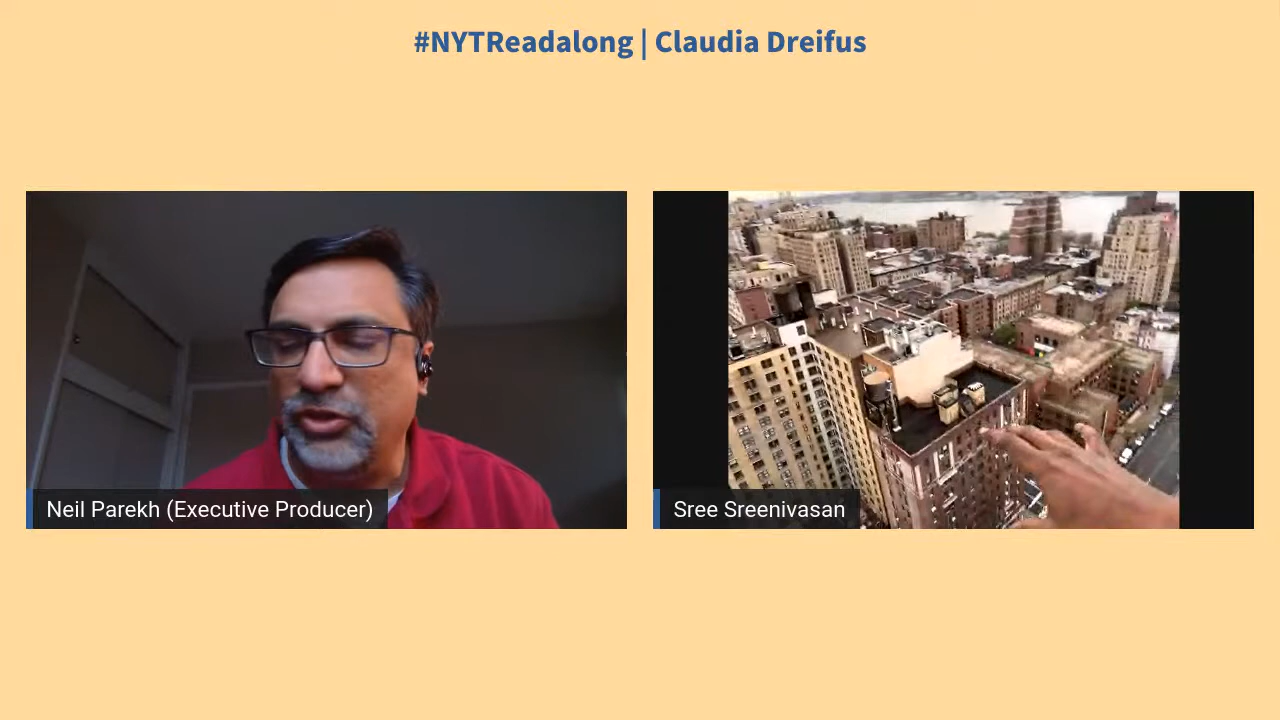 #NYTReadalong | Claudia Dreifus
Neil Parekh (Executive Producer)
Sree Sreenivasan